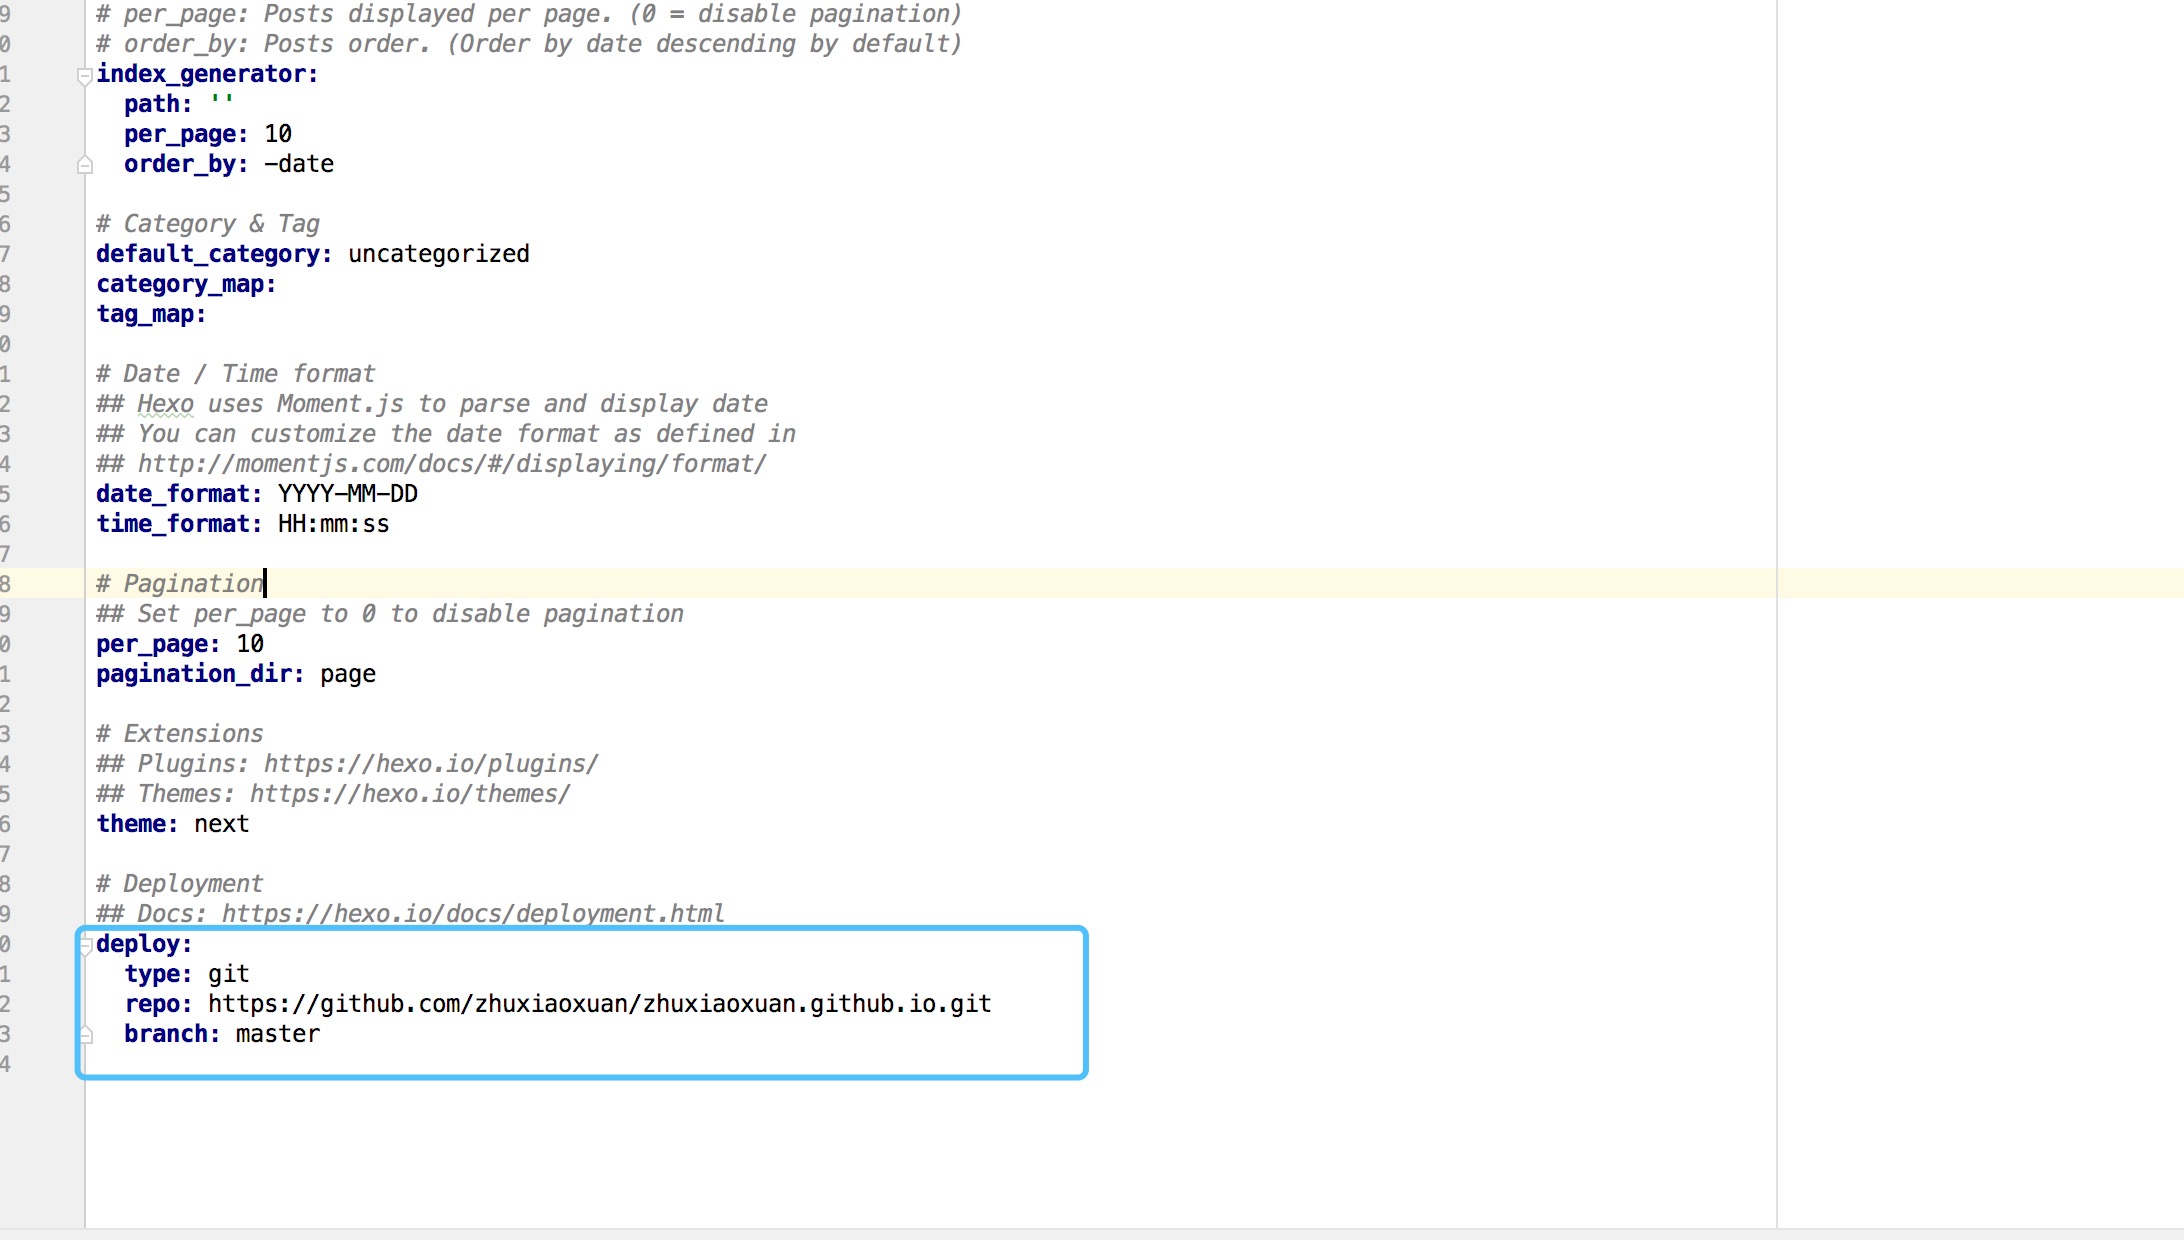 9 # per_page: Posts displayed per page. (0 = disable pagination)
0 # order_by: Posts order. (Order by date descending by default)
1 index_generator:
2 path: ''
3 per_page: 10
4 order_by: -date
5
6 # Category & Tag
7 default_category: uncategorized
8 category_map:
9 tag_map:
0
1 # Date / Time format
2 ## Hexo uses Moment.js to parse and display date
3 ## You can customize the date format as defined in
4 ## http://momentjs.com/docs/#/displaying/format/
5 date_format: YYYY-MM-DD
6 time_format: HH:mm:ss
7
8 # Pagination
9 ## Set per_page to 0 to disable pagination
0 per_page: 10
1 pagination_dir: page
2
3 # Extensions
4 ## Plugins: https://hexo.io/plugins/
5 ## Themes: https://hexo.io/themes/
6 theme: next
7
8 # Deployment
9 ## Docs: https://hexo.io/docs/deployment.html
0 deploy:
1 type: git
2 repo: https://github.com/zhuxiaoxuan/zhuxiaoxuan.github.io.git
3 branch: master
4